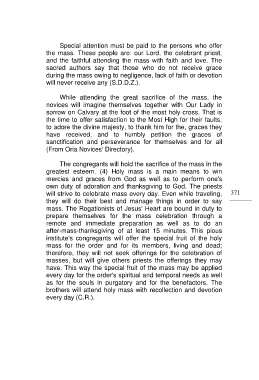 Special attention must be paid to the persons who offer
the mass. These people are: our Lord, the celebrant priest,
and the faithful attending the mass with faith and love. The
sacred authors say that those who do not receive grace
during the mass owing to negligence, lack of faith or devotion
will never receive any (S.D.D.Z.).
While attending the great sacrifice of the mass, the
novices will imagine themselves together with Our Lady in
sorrow on Calvary at the foot of the most holy cross. That is
the time to offer satisfaction to the Most High for their faults,
to adore the divine majesty, to thank him for the, graces they
have received, and to humbly petition the graces of
sanctification and perseverance for themselves and for all
(From Oria Novices' Directory).
The congregants will hold the sacrifice of the mass in the
greatest esteem. (4) Holy mass is a main means to win
mercies and graces from God as well as to perform one's
own duty of adoration and thanksgiving to God. The priests
will strive to celebrate mass every day. Even while travelling,
they will do their best and manage things in order to say
mass. The Rogationists of Jesus' Heart are bound in duty to
prepare themselves for the mass celebration through a
remote and immediate preparation as well as to do an
after-mass-thanksgiving of at least 15 minutes. This pious
institute's congregants will offer the special fruit of the holy
mass for the order and for its members, living and dead;
therefore, they will not seek offerings for the celebration of
masses, but will give others priests the offerings they may
have. This way the special fruit of the mass may be applied
every day for the order's spiritual and temporal needs as well
as for the souls in purgatory and for the benefactors. The
brothers will attend holy mass with recollection and devotion
every day (C.R.).
371